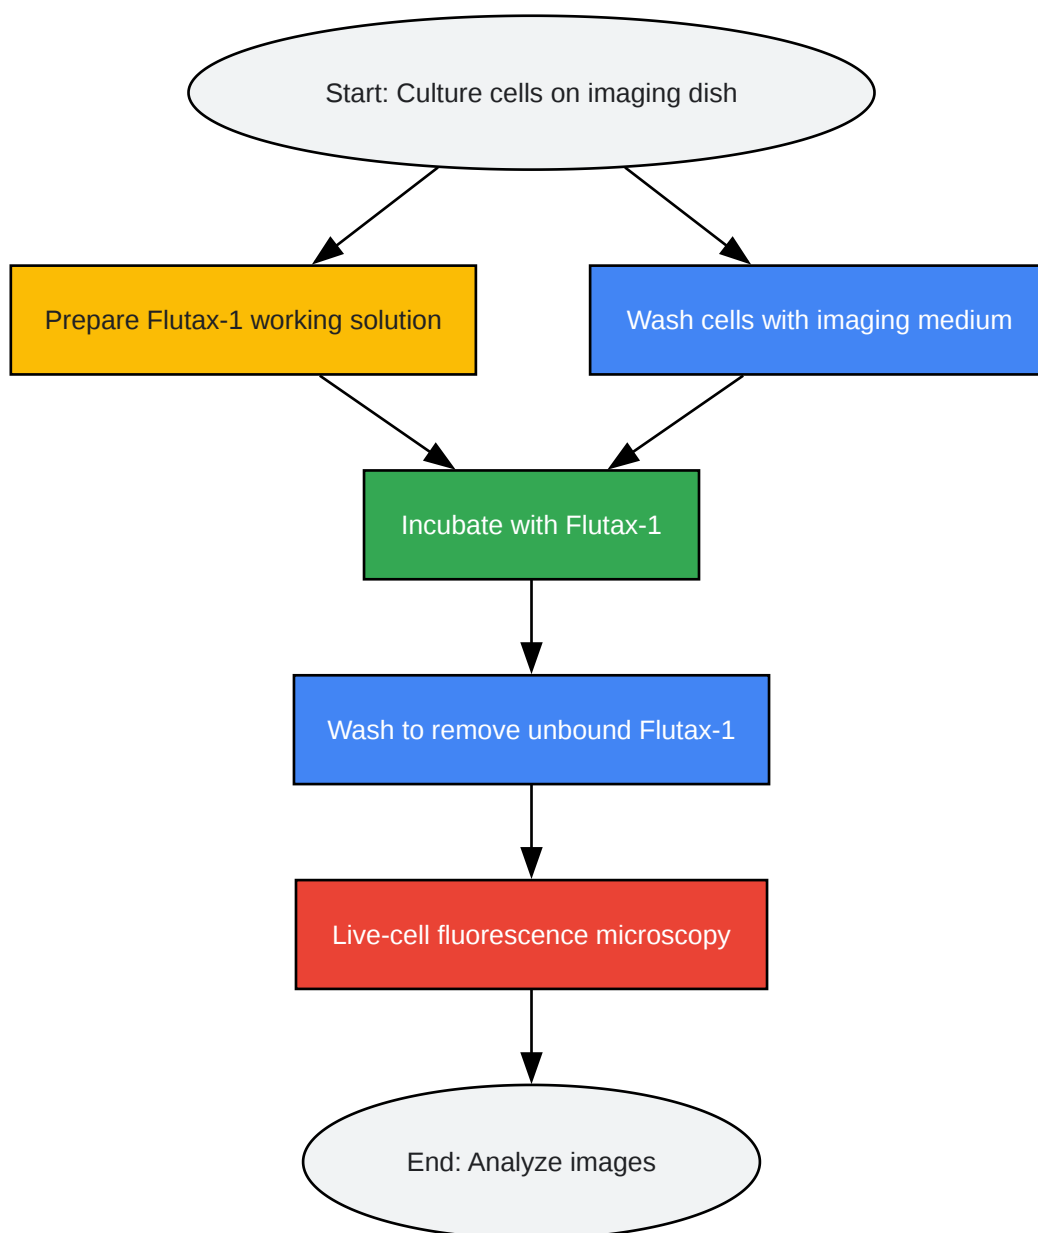 Start: Culture cells on imaging dish
Prepare Flutax-1 working solution
Wash cells with imaging medium
Incubate with Flutax-1
Wash to remove unbound Flutax-1
Live-cell fluorescence microscopy
End: Analyze images